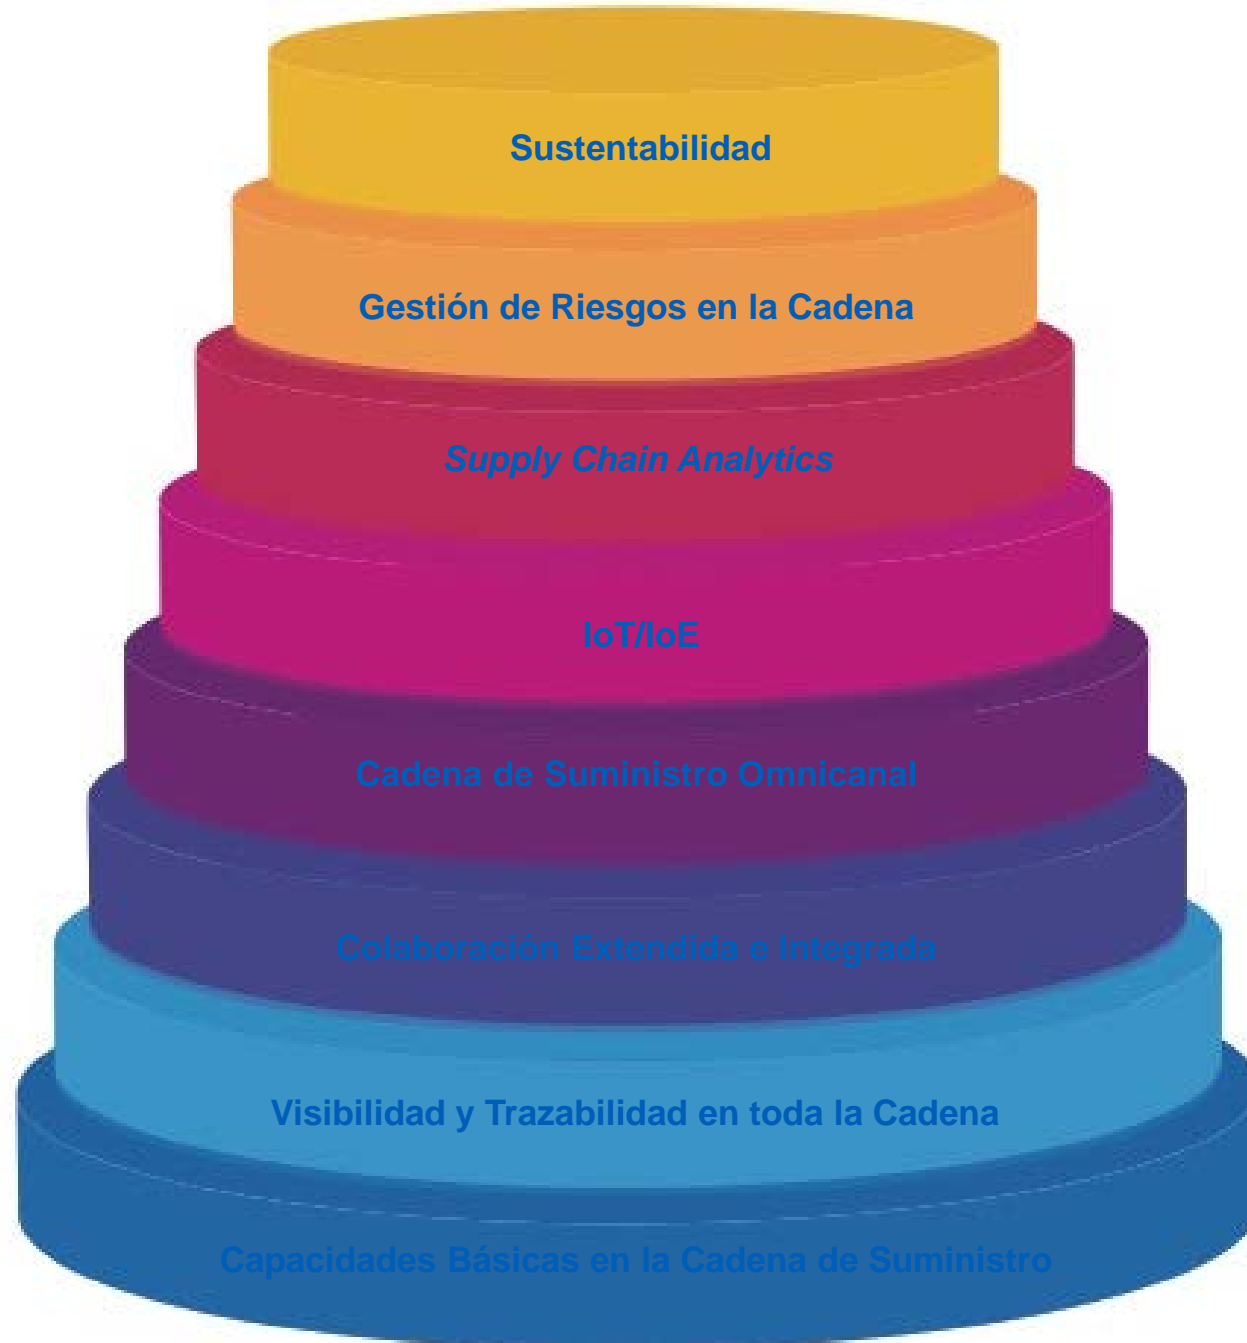 Sustentabilidad
Gestión de Riesgos en la Cadena
Supply Chain Analytics
IoT/IoE
Cadena de Suministro Omnicanal
Colaboración Extendida e Integrada
Visibilidad y Trazabilidad en toda la Cadena
Capacidades Básicas en la Cadena de Suministro